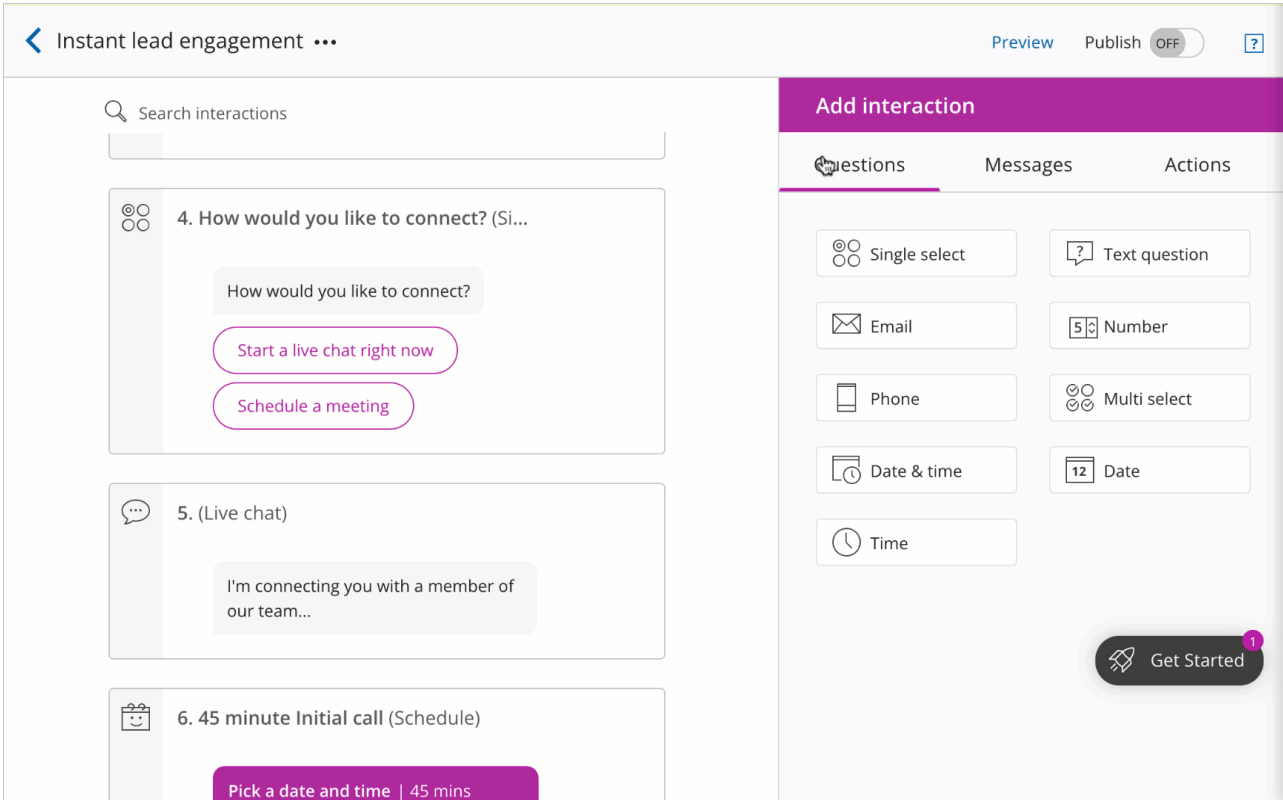 Instant lead engagement •••
Preview
Publish
OFF
?
Search interactions
4. How would you like to connect? (Si...
How would you like to connect?
Start a live chat right now
Schedule a meeting
5. (Live chat)
I'm connecting you with a member of
our team...
6. 45 minute Initial call (Schedule)
Pick a date and time | 45 mins
Add interaction
Questions
Messages
Actions
Single select
? Text question
Email
5 Number
Phone
Multi select
Date & time
12 Date
Time
1
Get Started